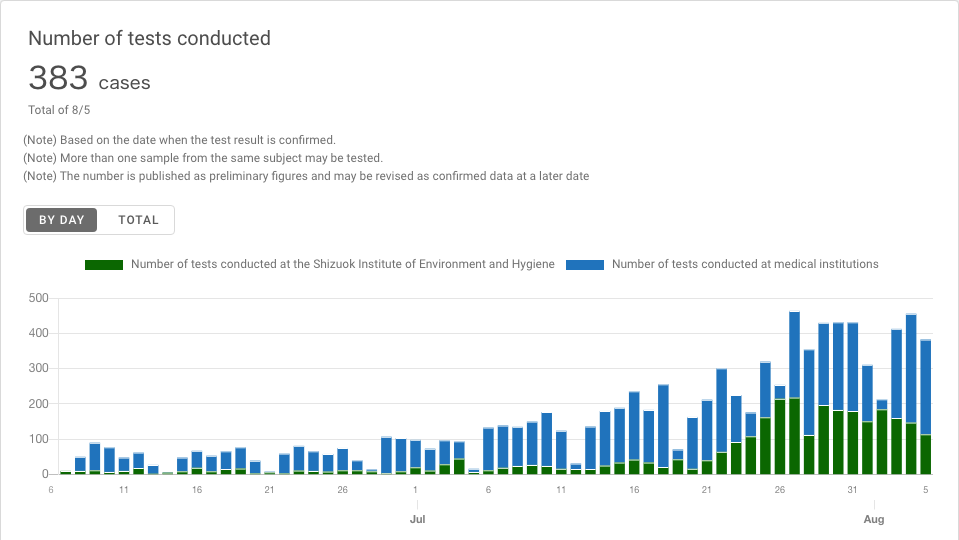 Number of tests conducted
383 cases
Total of 8/5
(Note) Based on the date when the test result is confirmed.
(Note) More than one sample from the same subject may be tested.
(Note) The number is published as preliminary figures and may be revised as confirmed data at a later date
BY DAY TOTAL
Number of tests conducted at the Shizuok Institute of Environment and Hygiene Number of tests conducted at medical institutions
500
400
300
200
100
0
6 11 16 21 26 1 6 11 16 21 26 31 5
Jul Aug